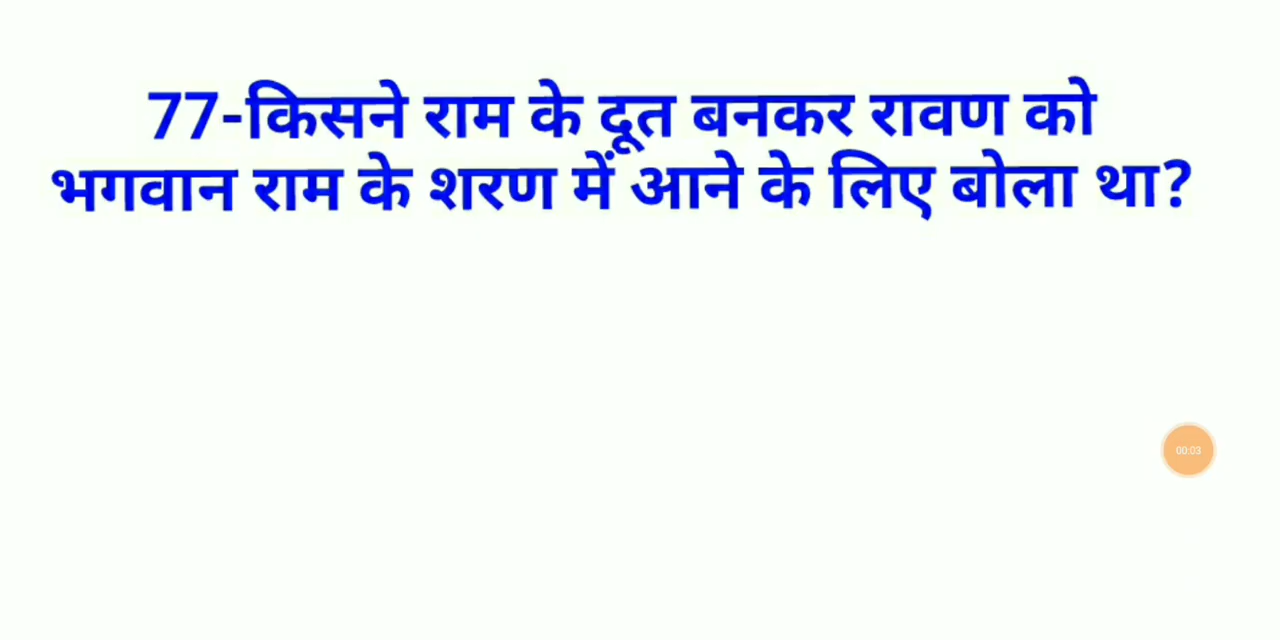 77-किसने राम के दूत बनकर रावण को
भगवान राम के शरण में आने के लिए बोला था?
00:03